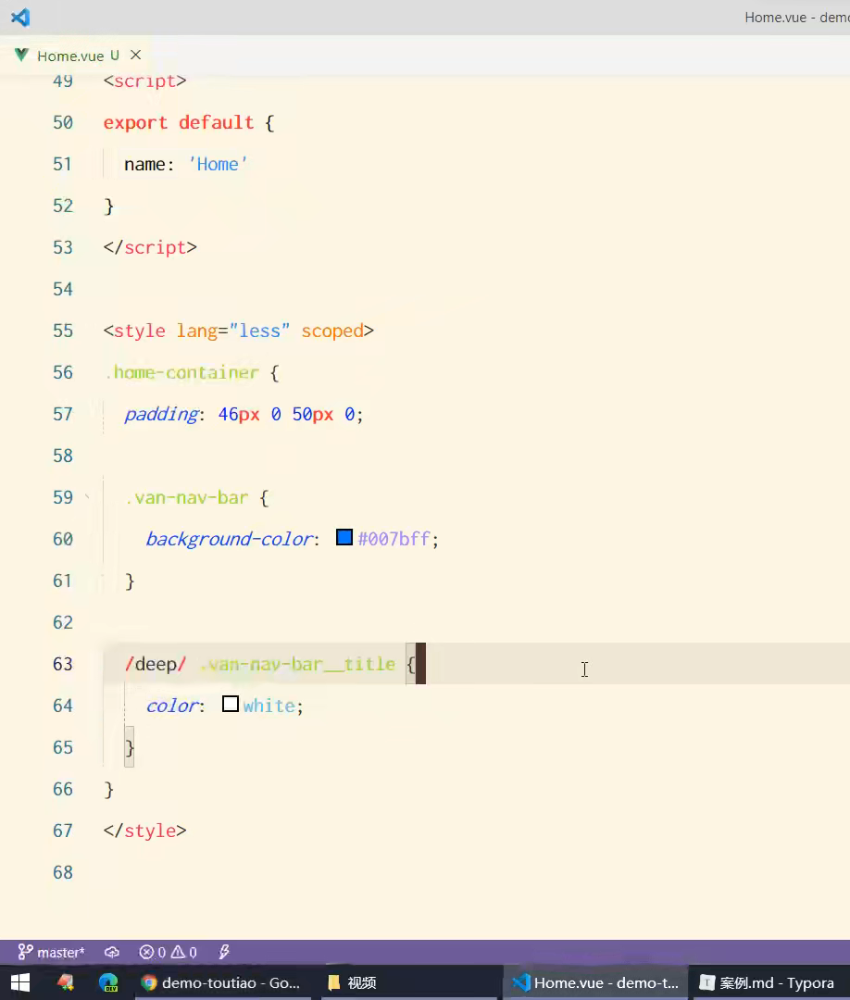 Home.vue - demo
Home.vue U
49 <script>
50 export default {
51 name: 'Home'
52 }
53 </script>
54
55 <style lang="less" scoped>
56 .home-container {
57 padding: 46px 0 50px 0;
58
59 .van-nav-bar {
60 background-color: #007bff;
61 }
62
63 /deep/ .van-nav-bar__title {
64 color: white;
65 }
66 }
67 </style>
68
master* 0 0
DEV demo-toutiao - Go... 视频 Home.vue - demo-t... T 案例.md - Typora